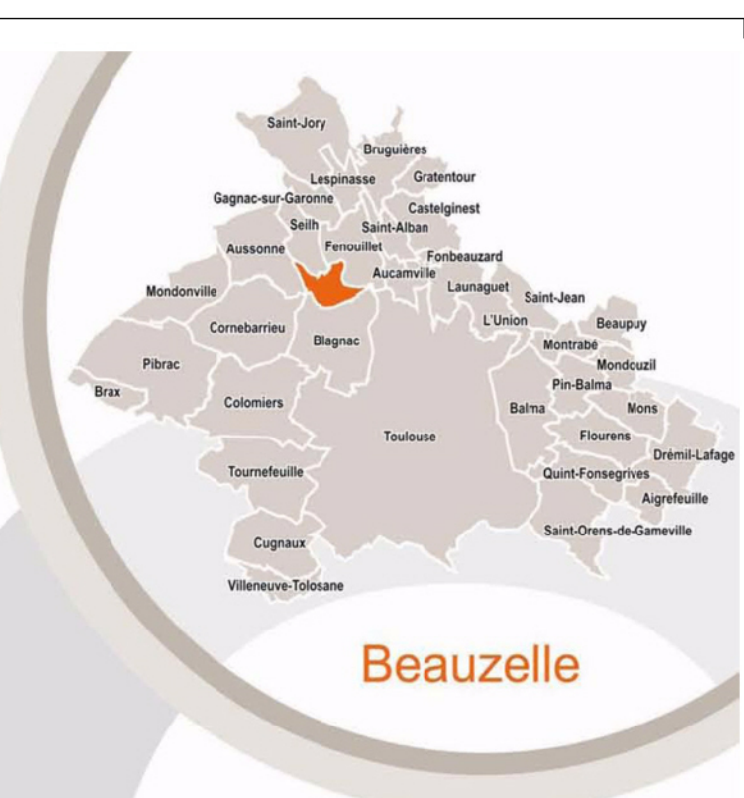 Saint-Jory
Bruguières
Lespinasse
Gratentour
Gagnac-sur-Garonne
Castelginest
Seilh
Saint-Alban
Aussonne
Fenouillet
Fonbeauzard
Aucamville
Launaguet
Mondonville
Saint-Jean
L'Union
Beaupuy
Cornebarrieu
Blagnac
Montrabé
Pibrac
Mondouzil
Pin-Balma
Brax
Colomiers
Balma
Mons
Toulouse
Flourens
Drémil-Lafage
Tournefeuille
Quint-Fonsegrives
Aigrefeuille
Saint-Orens-de-Gameville
Cugnaux
Villeneuve-Tolosane
Beauzelle